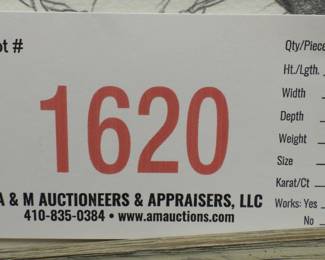 ot #
1620
A & M AUCTIONEERS & APPRAISERS, LLC
410-835-0384 • www.amauctions.com
Qty/Piece
Ht./Lgth.
Width
Depth
Weight
Size
Karat/Ct
Works: Yes
No